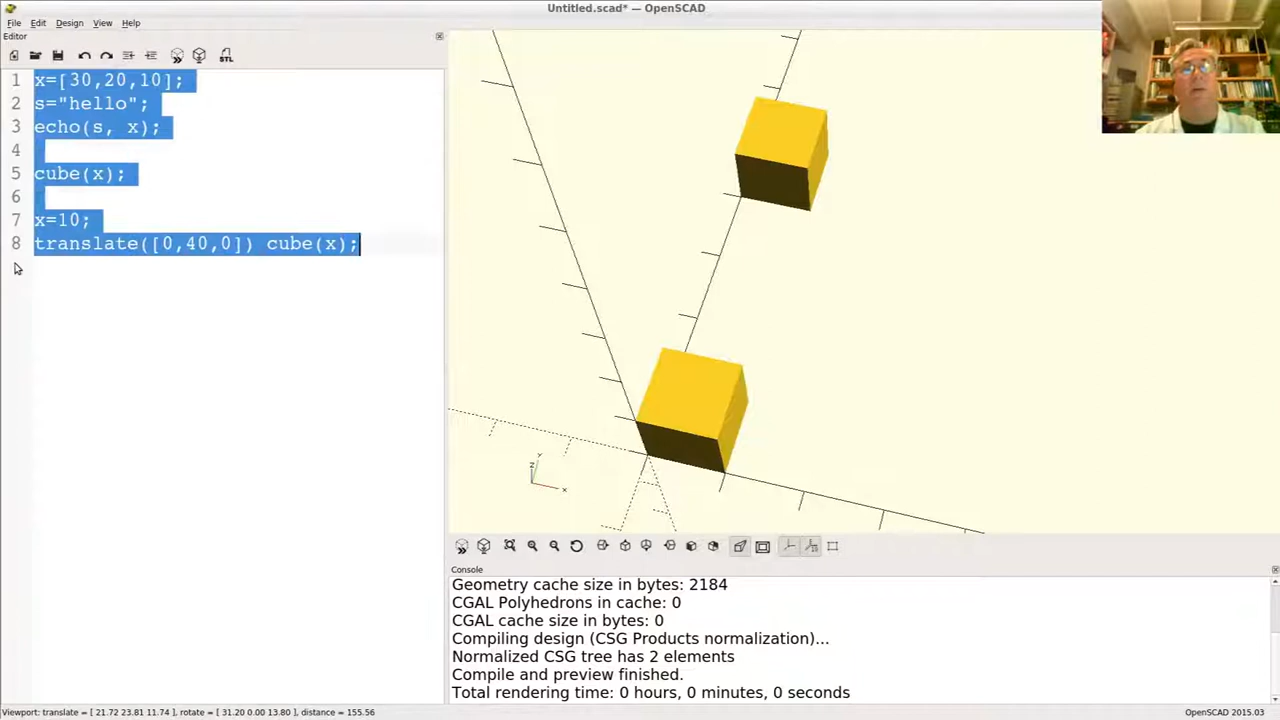 Untitled.scad* — OpenSCAD
File Edit Design View Help
Editor
STL
1 x=[30,20,10];
2 s="hello";
3 echo(s, x);
4
5 cube(x);
6
7 x=10;
8 translate([0,40,0]) cube(x);
z y x
Console
Geometry cache size in bytes: 2184
CGAL Polyhedrons in cache: 0
CGAL cache size in bytes: 0
Compiling design (CSG Products normalization)...
Normalized CSG tree has 2 elements
Compile and preview finished.
Total rendering time: 0 hours, 0 minutes, 0 seconds
Viewport: translate = [ 21.72 23.81 11.74 ], rotate = [ 31.20 0.00 13.80 ], distance = 155.56
OpenSCAD 2015.03